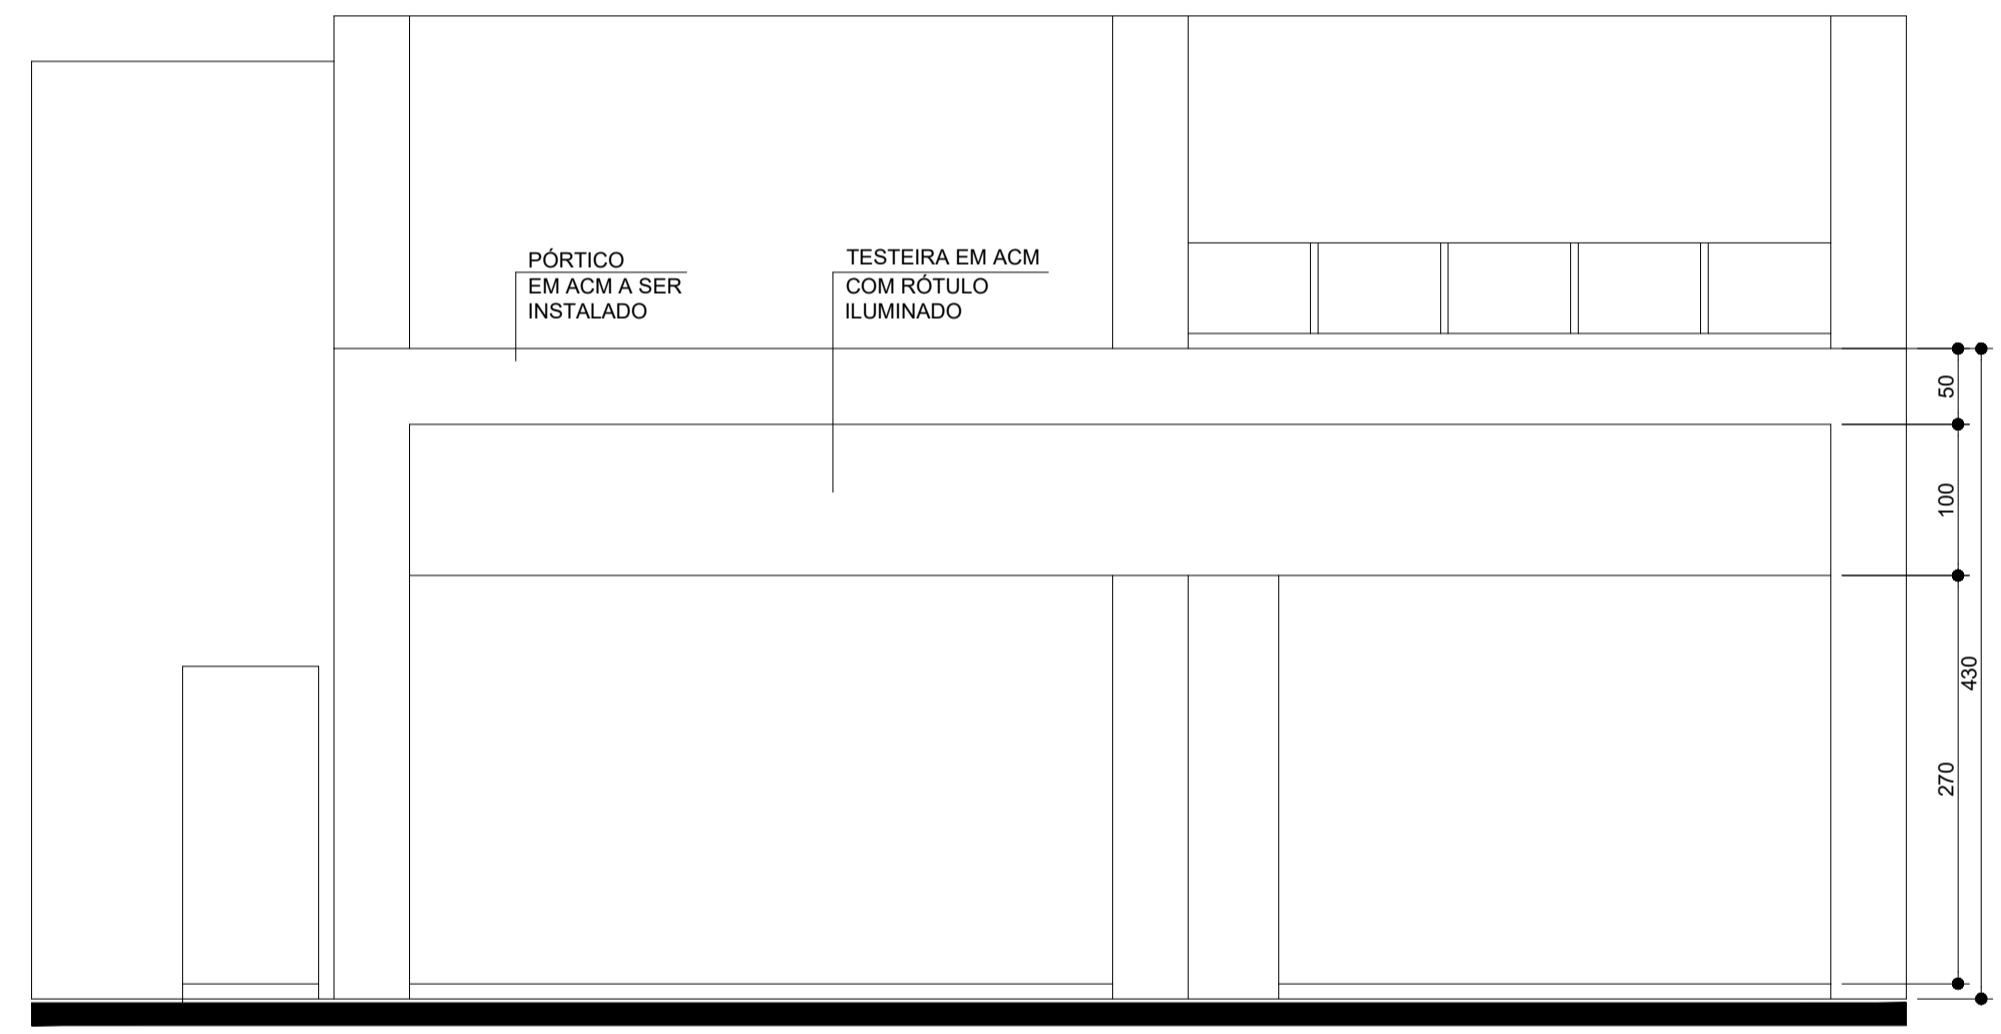 PÓRTICO
EM ACM A SER
INSTALADO
TESTEIRA EM ACM
COM RÓTULO
ILUMINADO
50
100
430
270